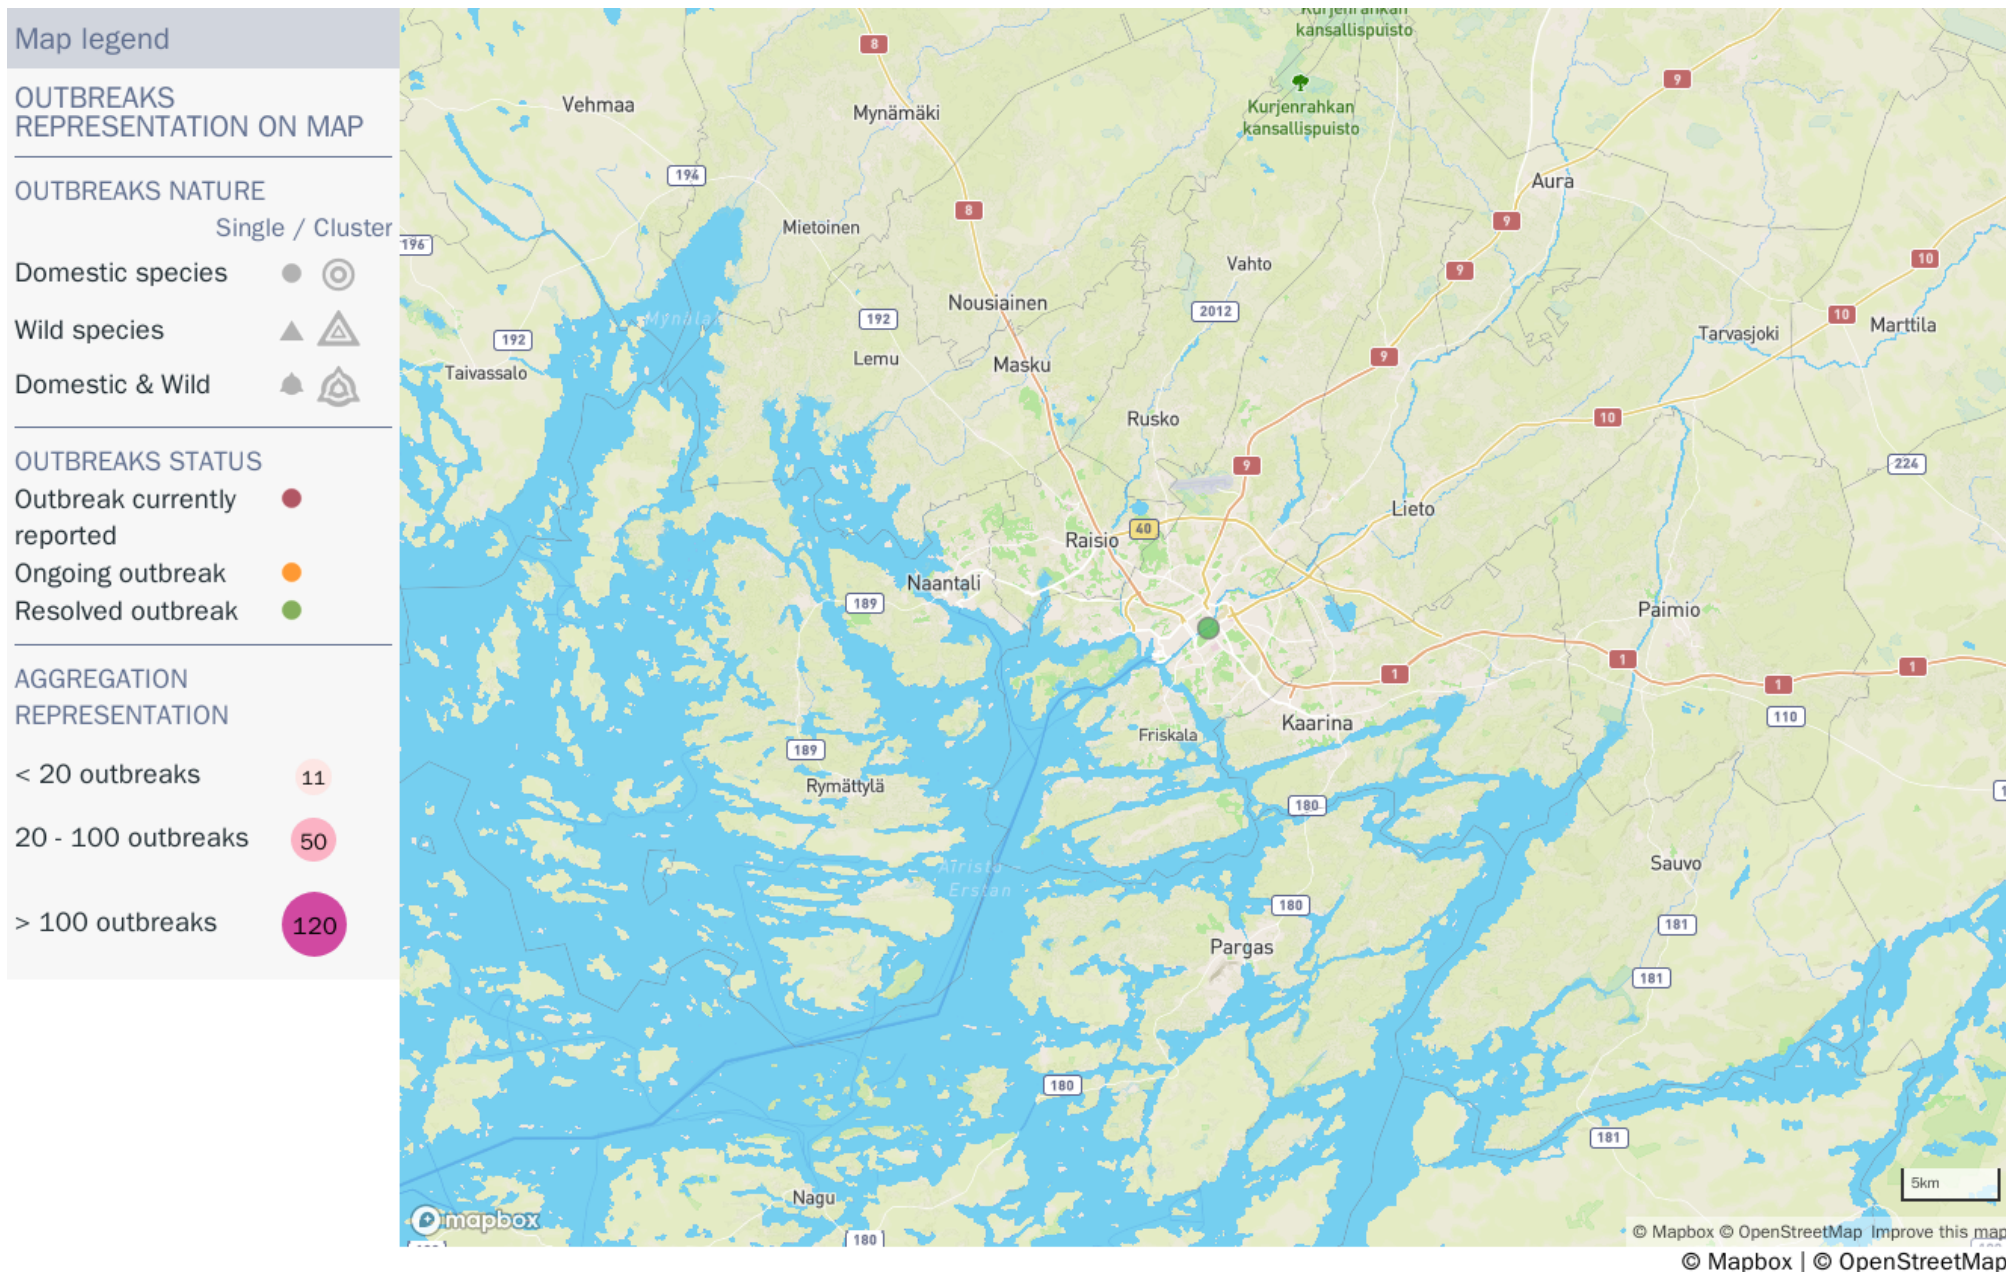 Map legend
OUTBREAKS
REPRESENTATION ON MAP
OUTBREAKS NATURE
Single / Cluster
Domestic species
Wild species
Domestic & Wild
OUTBREAKS STATUS
Outbreak currently
reported
Ongoing outbreak
Resolved outbreak
AGGREGATION
REPRESENTATION
< 20 outbreaks 11
20 - 100 outbreaks 50
> 100 outbreaks 120
Kurjenrahkan
kansallispuisto
8
9
Kurjenrahkan
kansallispuisto
Vehmaa
Mynämäki
194
Aura
8
9
Mietoinen
196
10
Vahto
9
Nousiainen
2012
10
192
Marttila
Tarvasjoki
192
Lemu
9
Masku
Taivassalo
Rusko
10
9
224
Lieto
40
Raisio
Naantali
189
Paimio
1
1
1
1
110
Kaarina
Friskala
189
Rymättylä
180
Sauvo
Airisto -
Erstan
180
181
Pargas
181
180
181
Nagu
5km
mapbox
180
© Mapbox © OpenStreetMap Improve this map
© Mapbox | © OpenStreetMap